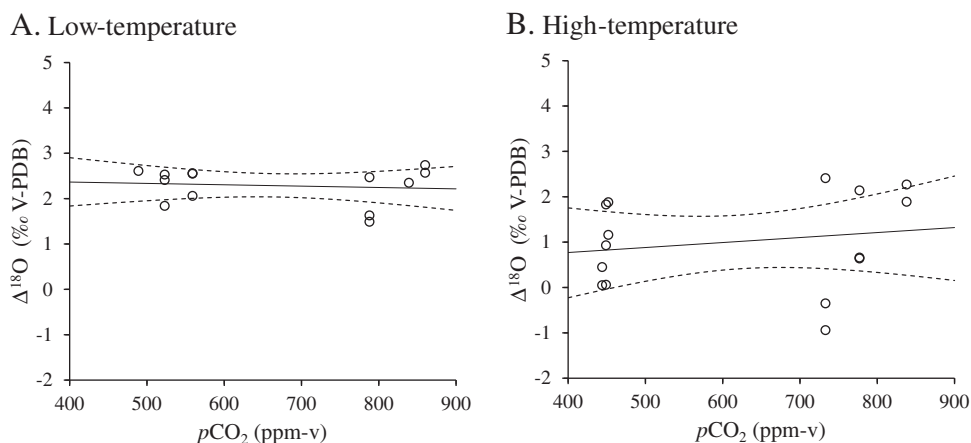 A. Low-temperature
5
4
3
2
1
0
-1
-2
Δ¹⁸O (‰ V-PDB)
400 500 600 700 800 900
pCO₂ (ppm-v)
B. High-temperature
5
4
3
2
1
0
-1
-2
Δ¹⁸O (‰ V-PDB)
400 500 600 700 800 900
pCO₂ (ppm-v)